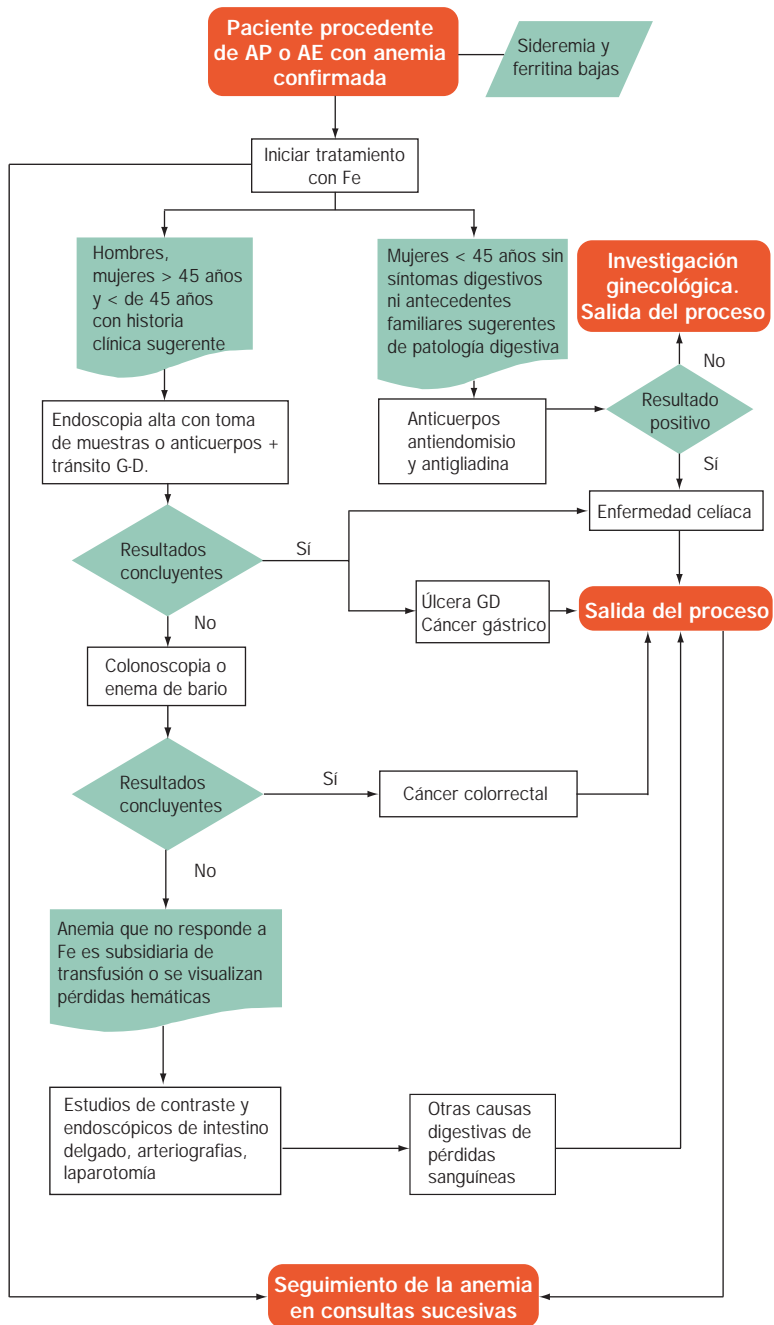 Paciente procedente
de AP o AE con anemia
confirmada
Sideremia y
ferritina bajas
Iniciar tratamiento
con Fe
Hombres,
mujeres > 45 años
y < de 45 años
con historia
clínica sugerente
Mujeres < 45 años sin
síntomas digestivos
ni antecedentes
familiares sugerentes
de patología digestiva
Investigación
ginecológica.
Salida del proceso
No
Resultado
positivo
Sí
Endoscopia alta con toma
de muestras o anticuerpos +
tránsito G-D.
Anticuerpos
antiendomisio
y antigliadina
Enfermedad celíaca
Resultados
concluyentes
Sí
No
Úlcera GD
Cáncer gástrico
Salida del proceso
Colonoscopia o
enema de bario
Resultados
concluyentes
Sí
No
Cáncer colorrectal
Anemia que no responde a
Fe es subsidiaria de
transfusión o se visualizan
pérdidas hemáticas
Estudios de contraste y
endoscópicos de intestino
delgado, arteriografias,
laparotomía
Otras causas
digestivas de
pérdidas
sanguíneas
Seguimiento de la anemia
en consultas sucesivas